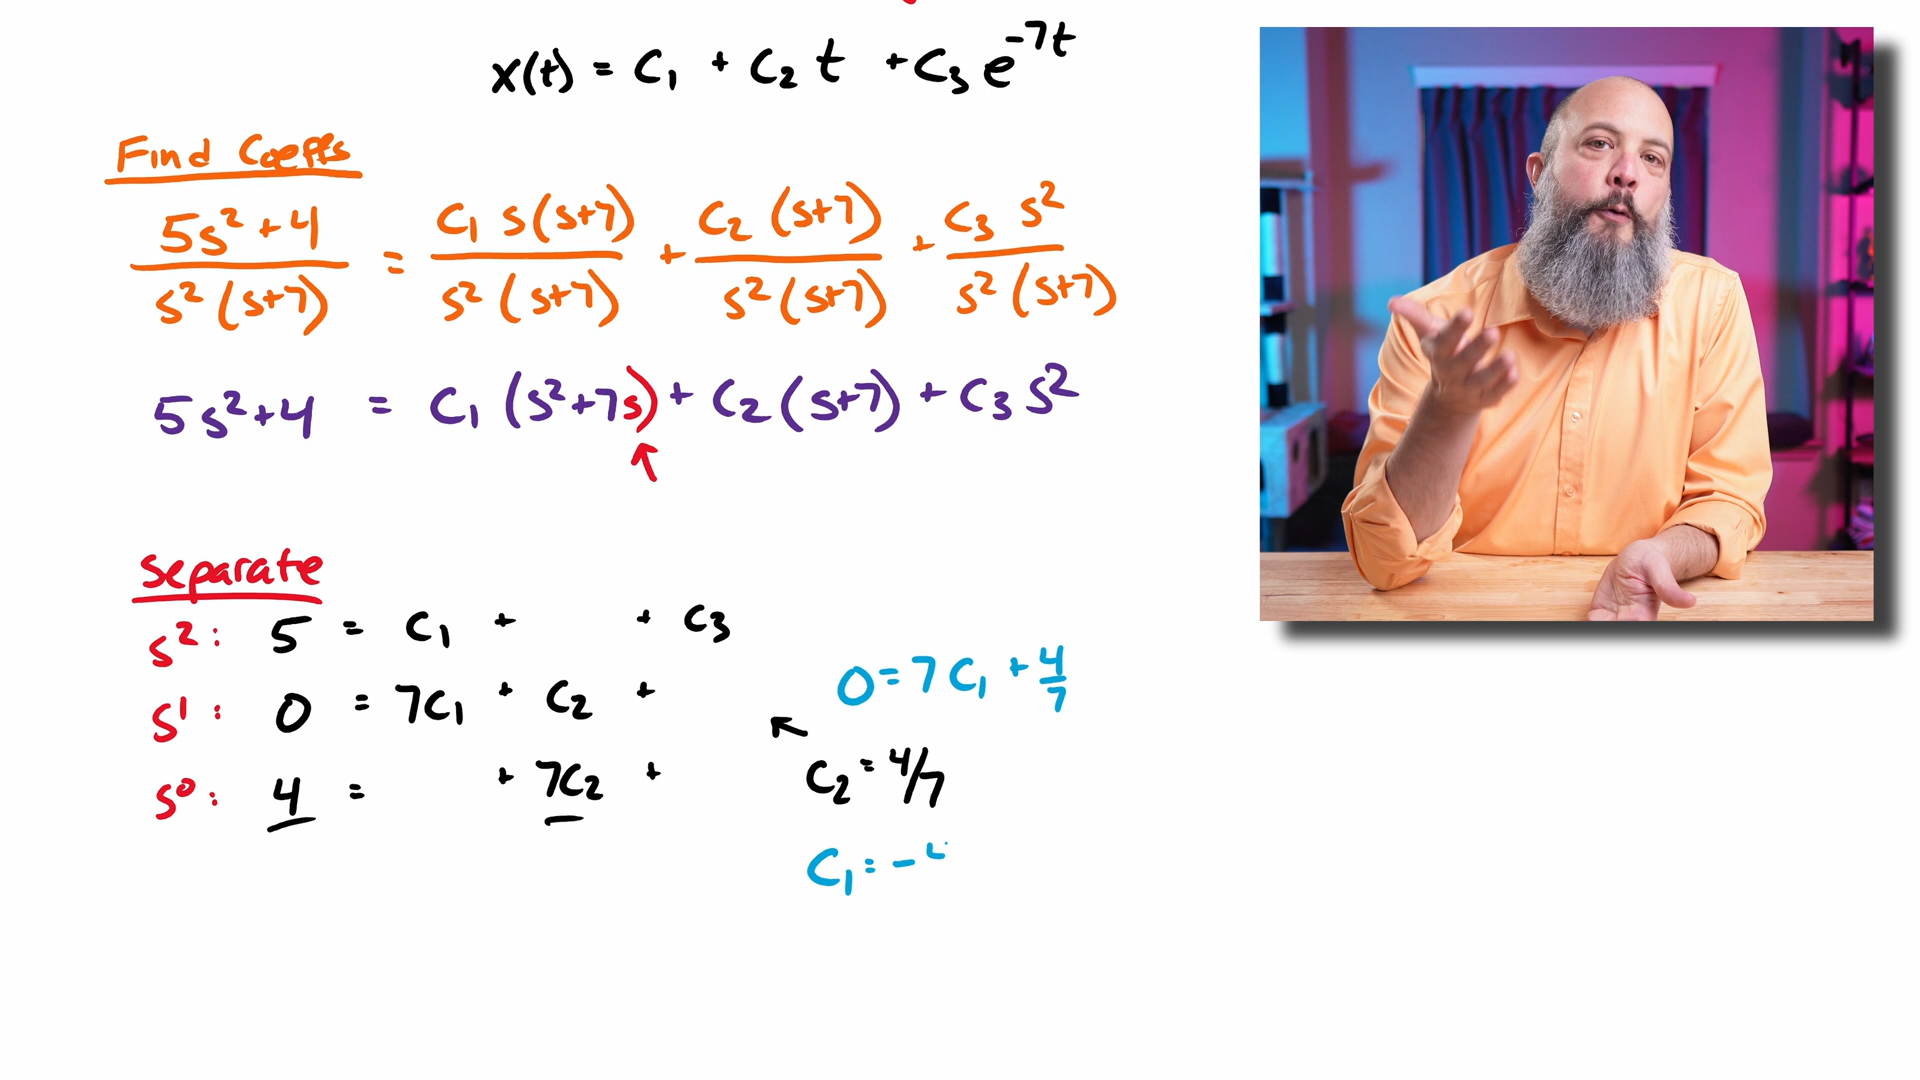 x(t) = C₁ + C₂ t + C₃ e^-7t
Find Coeffs
5s² + 4 / s² (s+7) = C₁ s(s+7) / s² (s+7) + C₂ (s+7) / s² (s+7) + C₃ s² / s² (s+7)
5s² + 4 = C₁ (s² + 7s) + C₂ (s+7) + C₃ s²
Separate
s²: 5 = C₁ + + C₃
s¹: 0 = 7C₁ + C₂ +
0 = 7C₁ + 4/7
s⁰: 4 = + 7C₂ +
C₂ = 4/7
C₁ = -